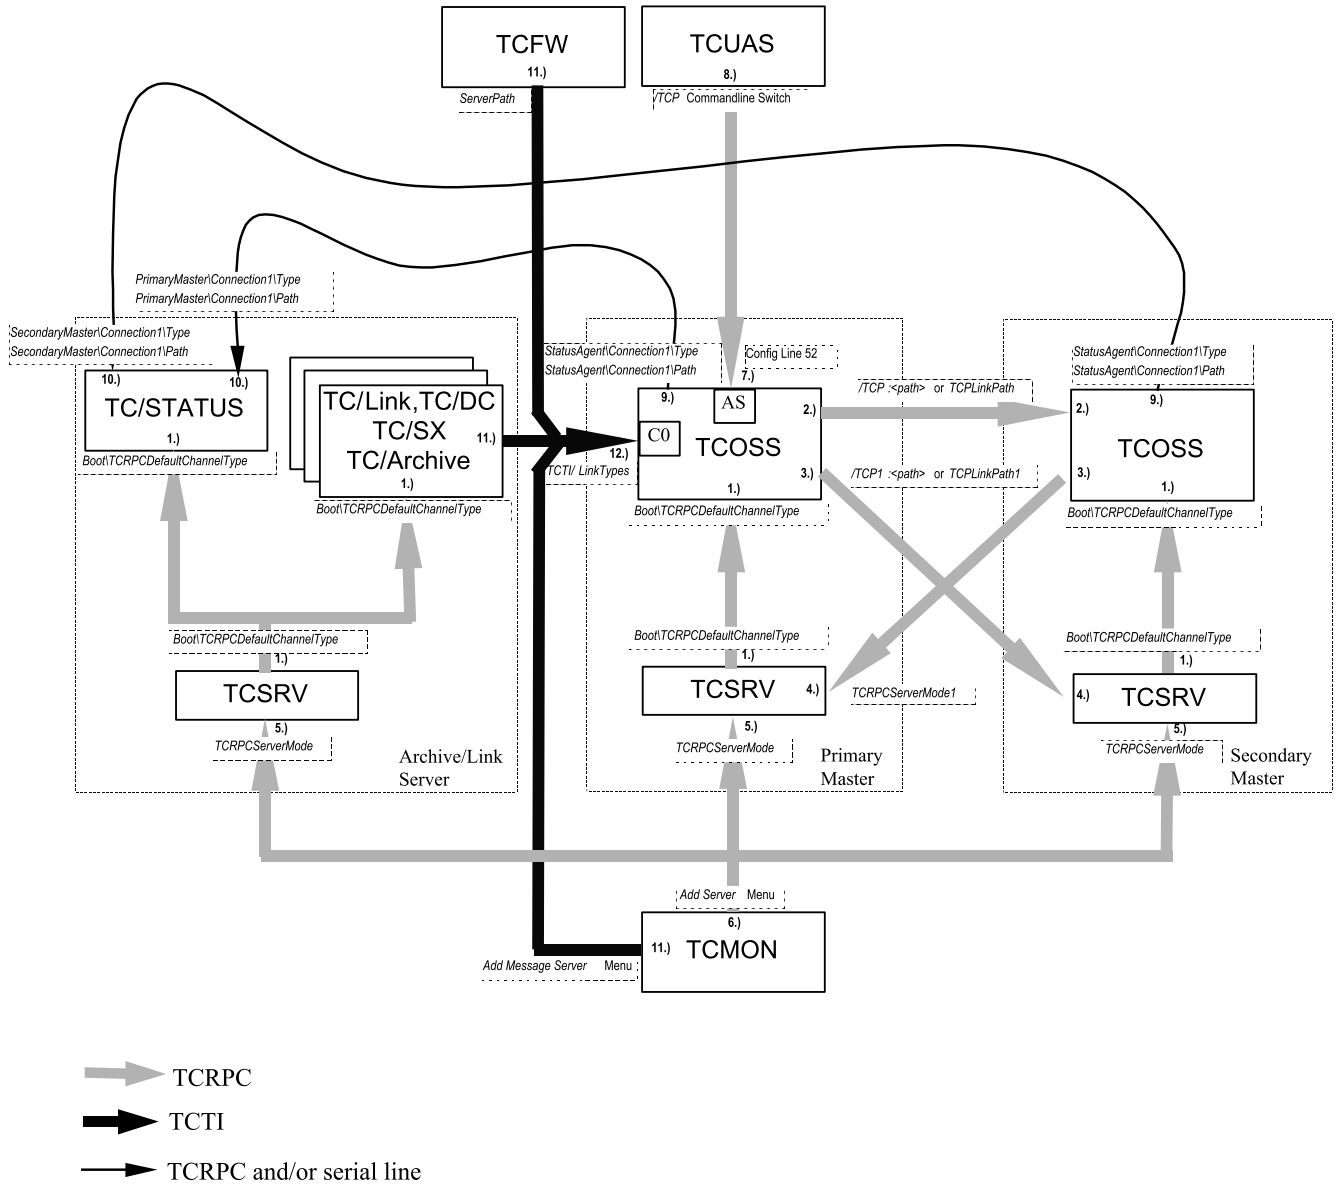 TCFW
11.)
ServerPath
TCUAS
8.)
/TCP Commandline Switch
PrimaryMaster\Connection1\Type
PrimaryMaster\Connection1\Path
SecondaryMaster\Connection1\Type
SecondaryMaster\Connection1\Path
10.)
10.)
TC/STATUS
1.)
Boot\TCRPCDefaultChannelType
TC/Link,TC/DC
TC/SX
11.)
TC/Archive
1.)
Boot\TCRPCDefaultChannelType
StatusAgent\Connection1\Type
StatusAgent\Connection1\Path
Config Line 52
7.)
9.)
AS
2.)
C0
TCOSS
12.)
TCTI/ LinkTypes
3.)
1.)
Boot\TCRPCDefaultChannelType
/TCP :<path> or TCPLinkPath
/TCP1 :<path> or TCPLinkPath1
StatusAgent\Connection1\Type
StatusAgent\Connection1\Path
9.)
2.)
TCOSS
3.)
1.)
Boot\TCRPCDefaultChannelType
Boot\TCRPCDefaultChannelType
1.)
TCSRV
5.)
TCRPCServerMode
Archive/Link
Server
Boot\TCRPCDefaultChannelType
1.)
TCSRV
4.)
TCRPCServerMode1
5.)
TCRPCServerMode
Primary
Master
Boot\TCRPCDefaultChannelType
1.)
4.)
TCSRV
5.)
TCRPCServerMode
Secondary
Master
Add Server Menu
6.)
11.)
TCMON
Add Message Server Menu
TCRPC
TCTI
TCRPC and/or serial line